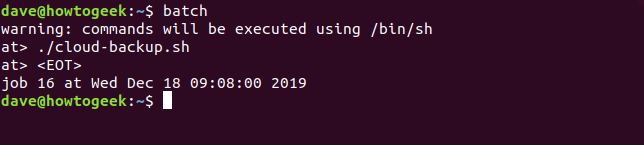 dave@howtogeek:~$ batch
warning: commands will be executed using /bin/sh
at> ./cloud-backup.sh
at> <EOT>
job 16 at Wed Dec 18 09:08:00 2019
dave@howtogeek:~$